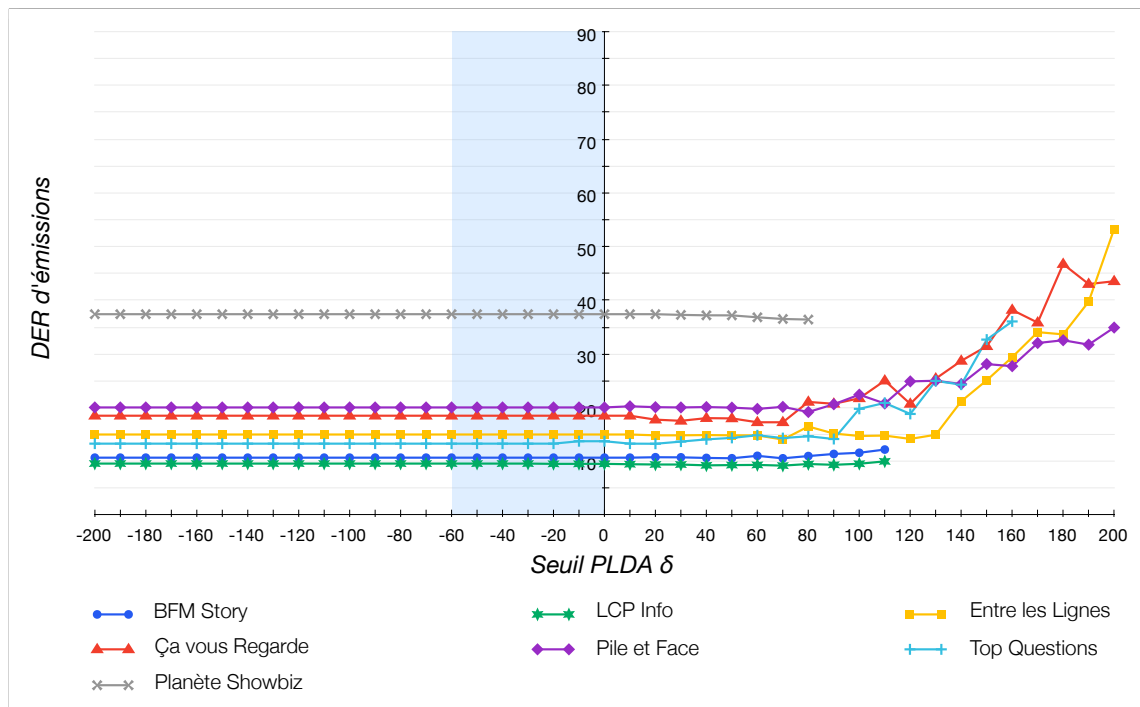 90
80
70
60
50
40
30
20
10
DER d'émissions
-200 -180 -160 -140 -120 -100 -80 -60 -40 -20 0 20 40 60 80 100 120 140 160 180 200
Seuil PLDA δ
BFM Story LCP Info Entre les Lignes
Ça vous Regarde Pile et Face Top Questions
Planète Showbiz